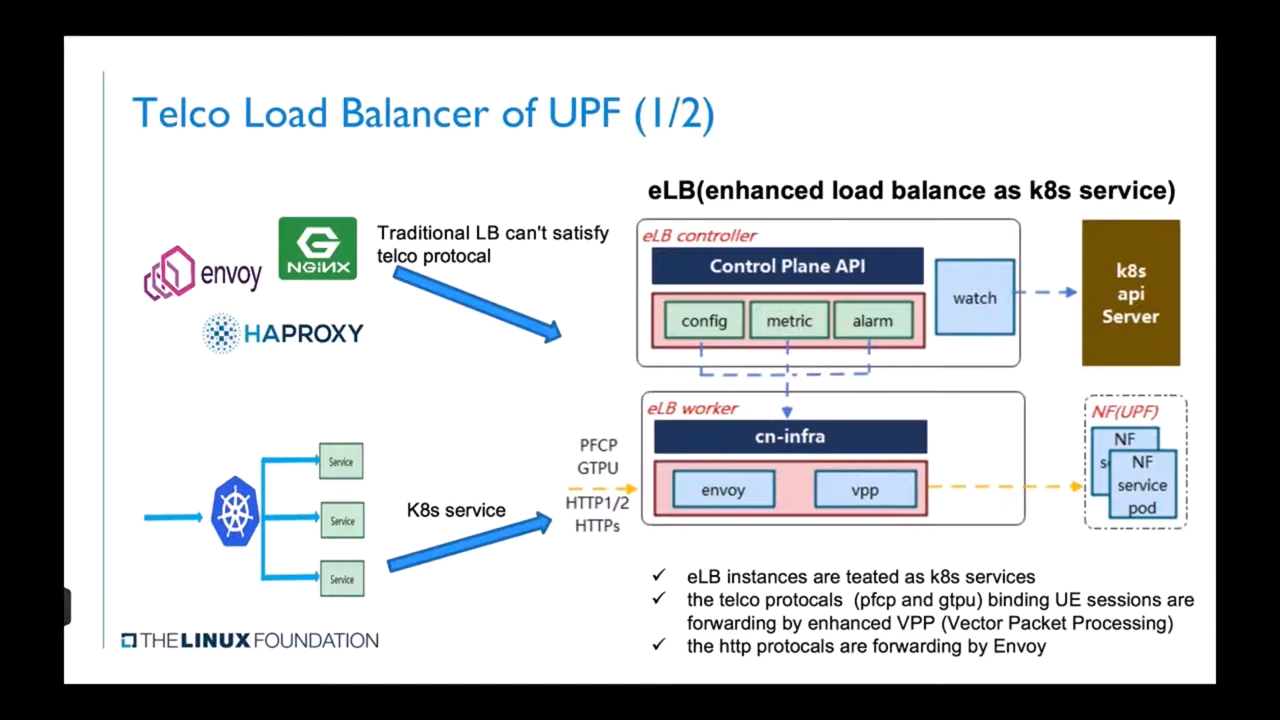 Telco Load Balancer of UPF (1/2)
eLB(enhanced load balance as k8s service)
envoy
NGINX
HAPROXY
Traditional LB can't satisfy
telco protocal
eLB controller
Control Plane API
config
metric
alarm
watch
k8s
api
Server
Service
Service
Service
K8s service
PFCP
GTPU
HTTP1/2
HTTPs
eLB worker
cn-infra
envoy
vpp
NF(UPF)
NF
s
NF
service
pod
✓ eLB instances are teated as k8s services
✓ the telco protocals (pfcp and gtpu) binding UE sessions are
forwarding by enhanced VPP (Vector Packet Processing)
✓ the http protocals are forwarding by Envoy
THE LINUX FOUNDATION